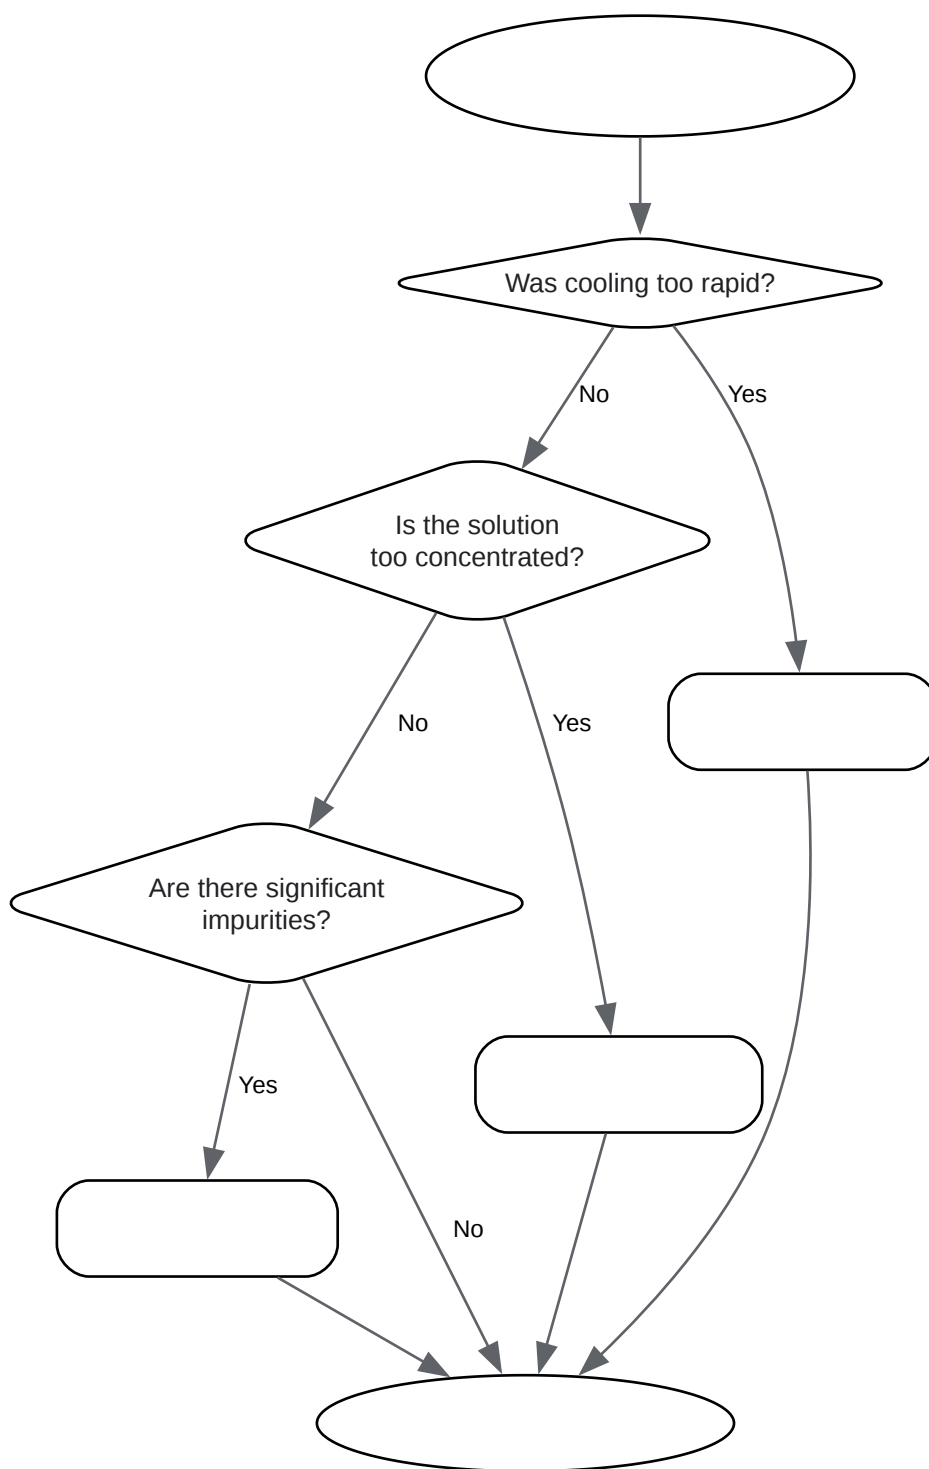 Was cooling too rapid?
No
Yes
Is the solution
too concentrated?
No
Yes
Are there significant
impurities?
Yes
No